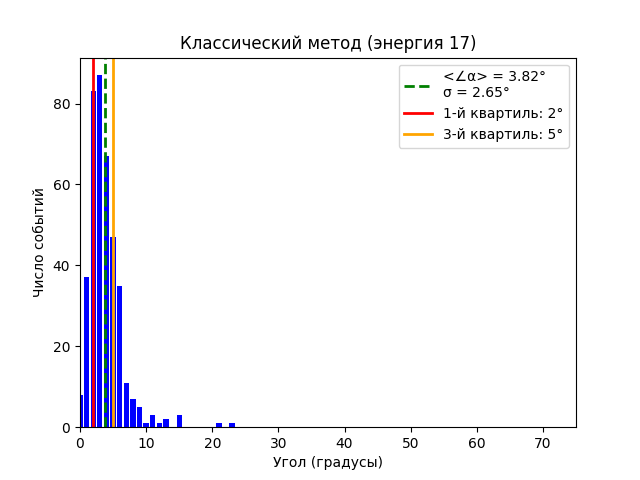 Классический метод (энергия 17)
<∠α> = 3.82°
σ = 2.65°
1-й квартиль: 2°
3-й квартиль: 5°
Число событий
80
60
40
20
0
0 10 20 30 40 50 60 70
Угол (градусы)